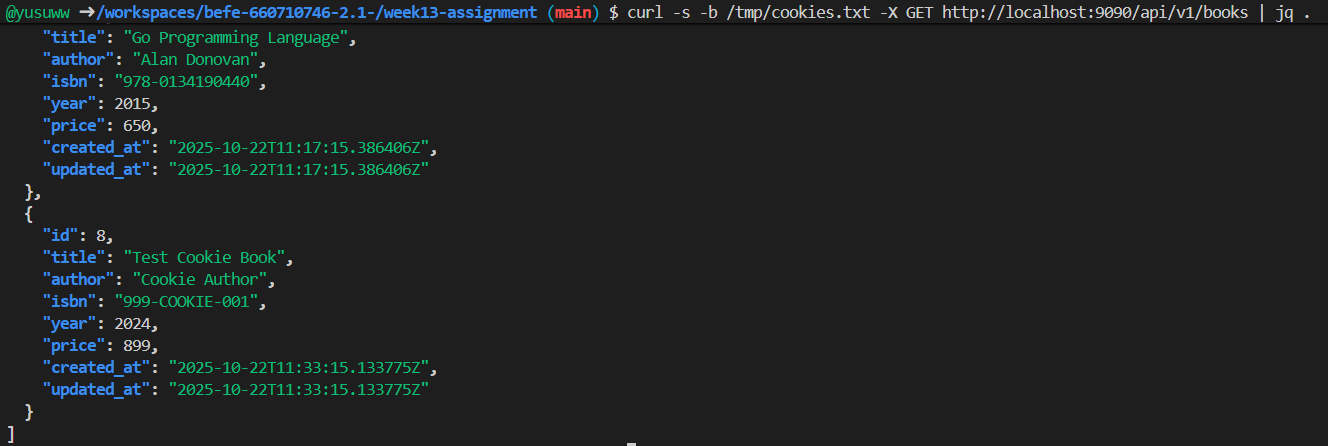 @yusuww ➜/workspaces/befe-660710746-2.1-/week13-assignment (main) $ curl -s -b /tmp/cookies.txt -X GET http://localhost:9090/api/v1/books | jq .
    "title": "Go Programming Language",
    "author": "Alan Donovan",
    "isbn": "978-0134190440",
    "year": 2015,
    "price": 650,
    "created_at": "2025-10-22T11:17:15.386406Z",
    "updated_at": "2025-10-22T11:17:15.386406Z"
  },
  {
    "id": 8,
    "title": "Test Cookie Book",
    "author": "Cookie Author",
    "isbn": "999-COOKIE-001",
    "year": 2024,
    "price": 899,
    "created_at": "2025-10-22T11:33:15.133775Z",
    "updated_at": "2025-10-22T11:33:15.133775Z"
  }
]